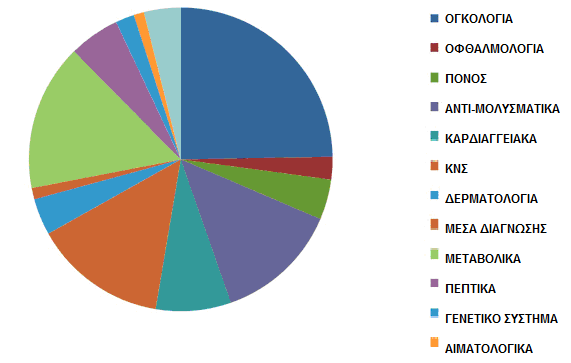 ΟΓΚΟΛΟΓΙΑ
ΟΦΘΑΛΜΟΛΟΓΙΑ
ΠΟΝΟΣ
ΑΝΤΙ-ΜΟΛΥΣΜΑΤΙΚΑ
ΚΑΡΔΙΑΓΓΕΙΑΚΑ
ΚΝΣ
ΔΕΡΜΑΤΟΛΟΓΙΑ
ΜΕΣΑ ΔΙΑΓΝΩΣΗΣ
ΜΕΤΑΒΟΛΙΚΑ
ΠΕΠΤΙΚΑ
ΓΕΝΕΤΙΚΟ ΣΥΣΤΗΜΑ
ΑΙΜΑΤΟΛΟΓΙΚΑ